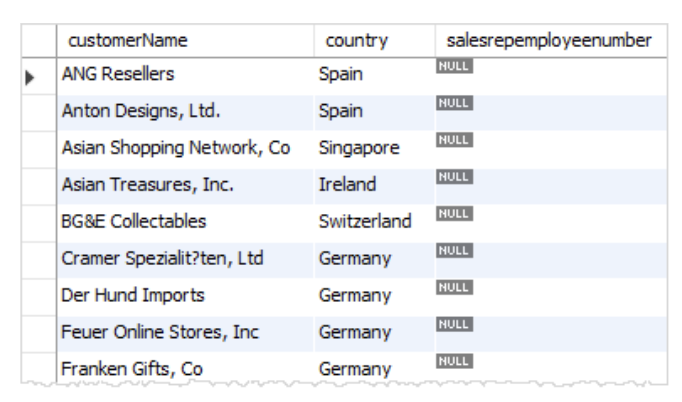 customerName country salesrepemployeenumber
ANG Resellers Spain NULL
Anton Designs, Ltd. Spain NULL
Asian Shopping Network, Co Singapore NULL
Asian Treasures, Inc. Ireland NULL
BG&E Collectables Switzerland NULL
Cramer Spezialit?ten, Ltd Germany NULL
Der Hund Imports Germany NULL
Feuer Online Stores, Inc Germany NULL
Franken Gifts, Co Germany NULL